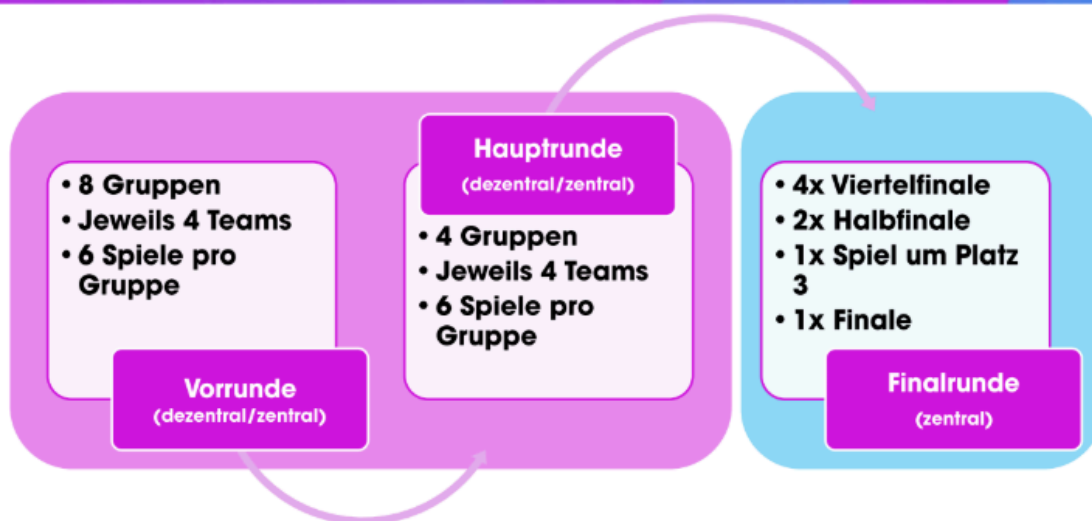 • 8 Gruppen
• Jeweils 4 Teams
• 6 Spiele pro
Gruppe
Vorrunde
(dezentral/zentral)
Hauptrunde
(dezentral/zentral)
• 4 Gruppen
• Jeweils 4 Teams
• 6 Spiele pro
Gruppe
• 4x Viertelfinale
• 2x Halbfinale
• 1x Spiel um Platz
3
• 1x Finale
Finalrunde
(zentral)